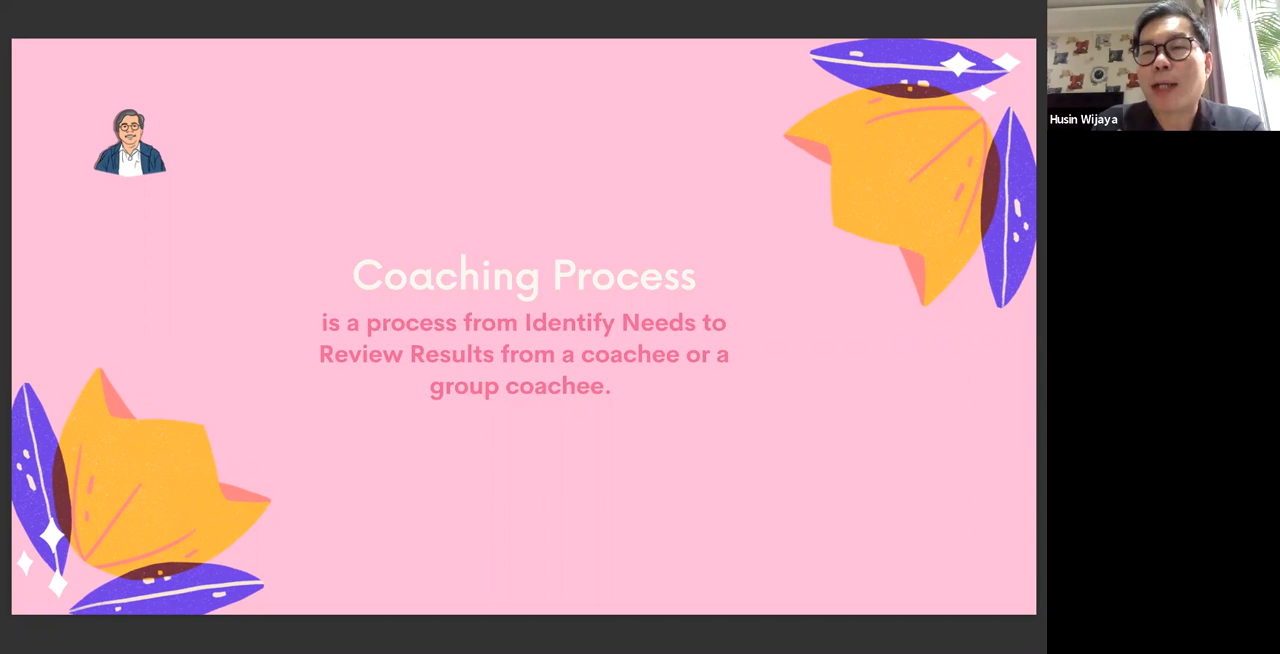 Coaching Process
is a process from Identify Needs to
Review Results from a coachee or a
group coachee.
Husin Wijaya